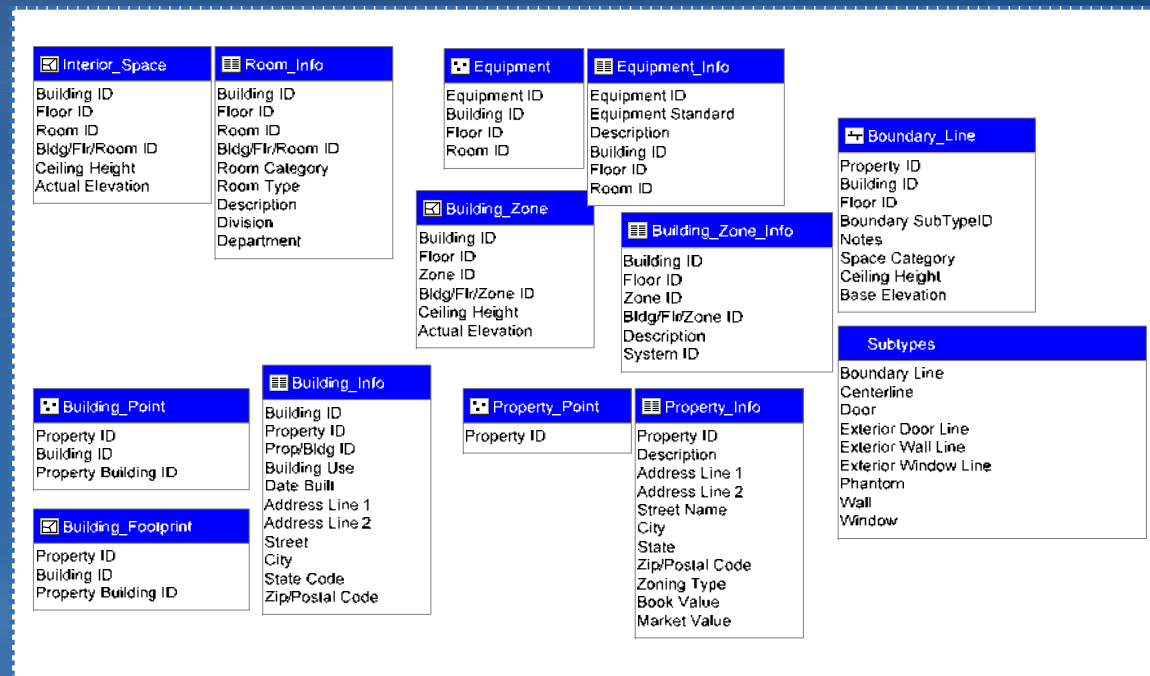 Interior_Space
Building ID
Floor ID
Room ID
Bldg/Flr/Room ID
Ceiling Height
Actual Elevation
Room_Info
Building ID
Floor ID
Room ID
Bldg/Flr/Room ID
Room Category
Room Type
Description
Division
Department
Equipment
Equipment ID
Building ID
Floor ID
Room ID
Equipment_Info
Equipment ID
Equipment Standard
Description
Building ID
Floor ID
Room ID
Building_Zone
Building ID
Floor ID
Zone ID
Bldg/Flr/Zone ID
Ceiling Height
Actual Elevation
Building_Zone_Info
Building ID
Floor ID
Zone ID
Bldg/Flr/Zone ID
Description
System ID
Boundary_Line
Property ID
Building ID
Floor ID
Boundary SubTypeID
Notes
Space Category
Ceiling Height
Base Elevation
Subtypes
Boundary Line
Centerline
Door
Exterior Door Line
Exterior Wall Line
Exterior Window Line
Phantom
Wall
Window
Building_Point
Property ID
Building ID
Property Building ID
Building_Footprint
Property ID
Building ID
Property Building ID
Building_Info
Building ID
Property ID
Prop/Bldg ID
Building Use
Date Built
Address Line 1
Address Line 2
Street
City
State Code
Zip/Postal Code
Property_Point
Property ID
Property_Info
Property ID
Description
Address Line 1
Address Line 2
Street Name
City
State
Zip/Postal Code
Zoning Type
Book Value
Market Value